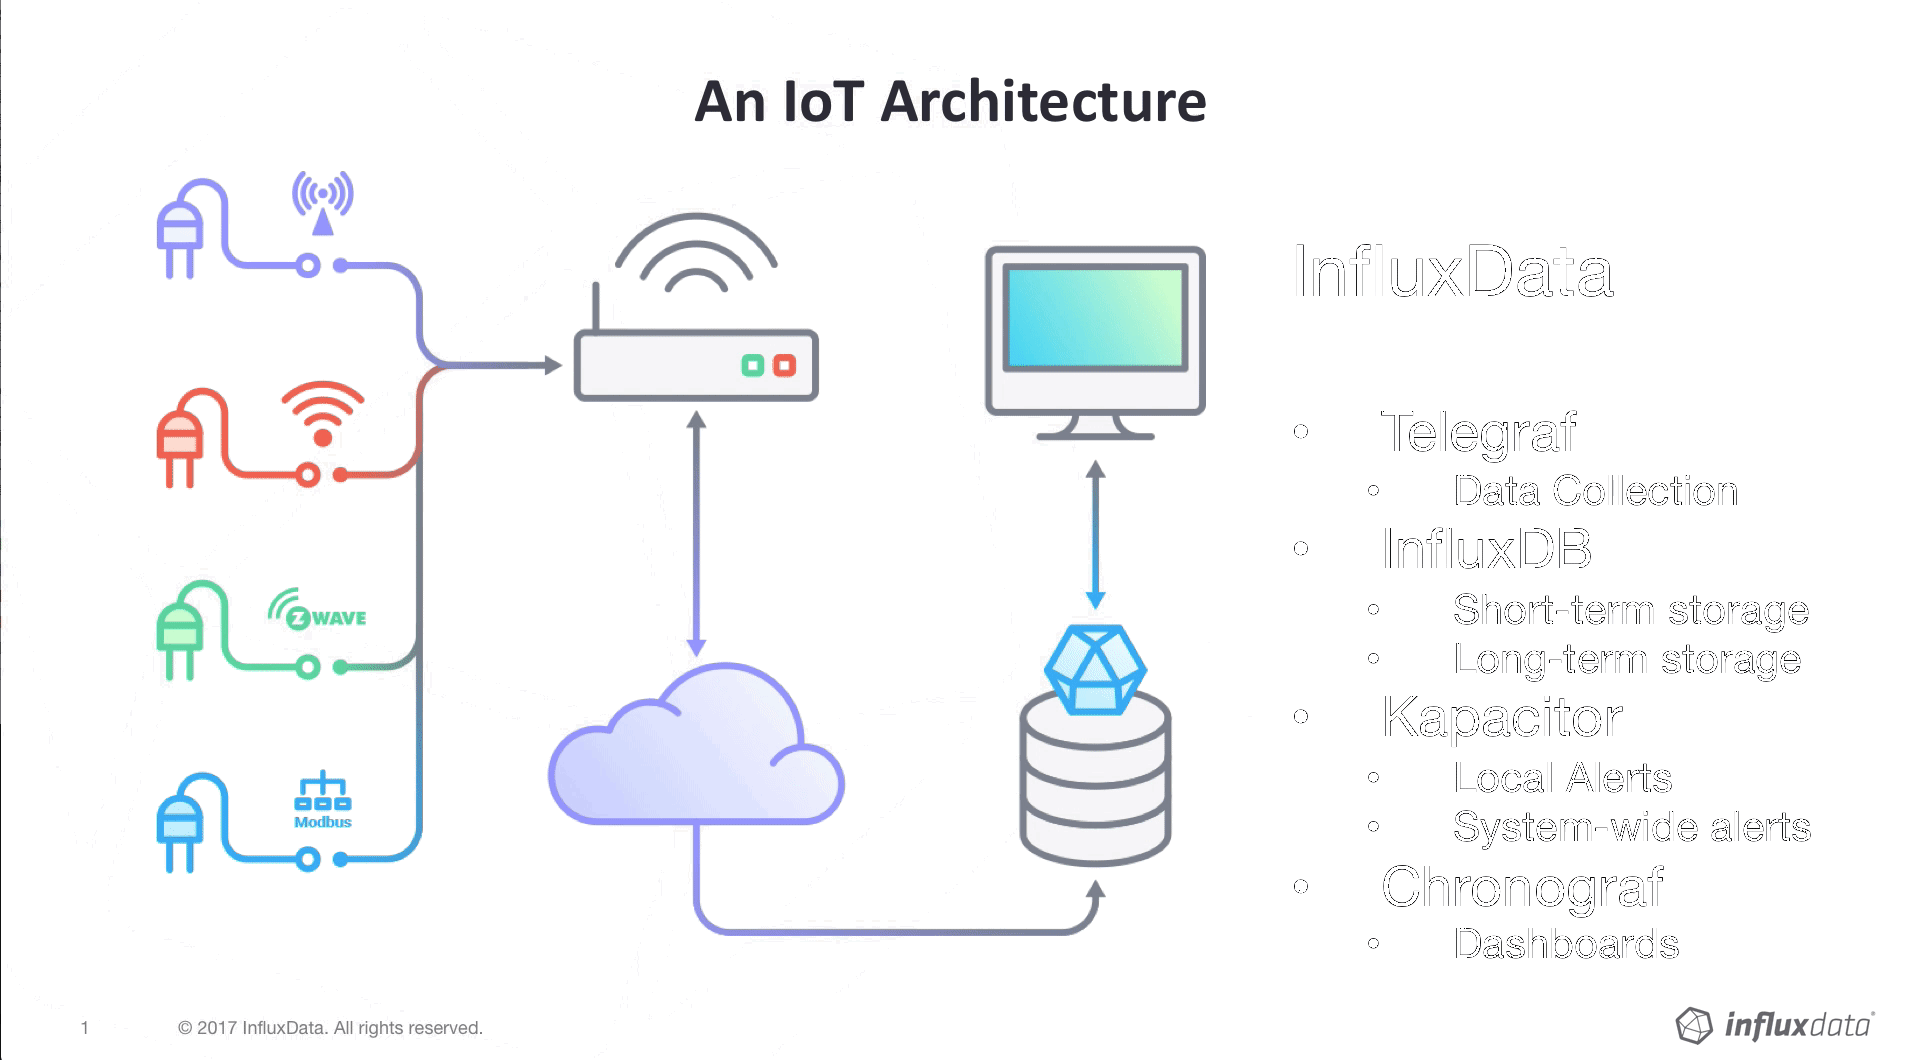 An IoT Architecture
InfluxData
• Telegraf
• Data Collection
• InfluxDB
• Short-term storage
• Long-term storage
• Kapacitor
• Local Alerts
• System-wide alerts
• Chronograf
• Dashboards
Z WAVE
Modbus
1
© 2017 InfluxData. All rights reserved.
influxdata®